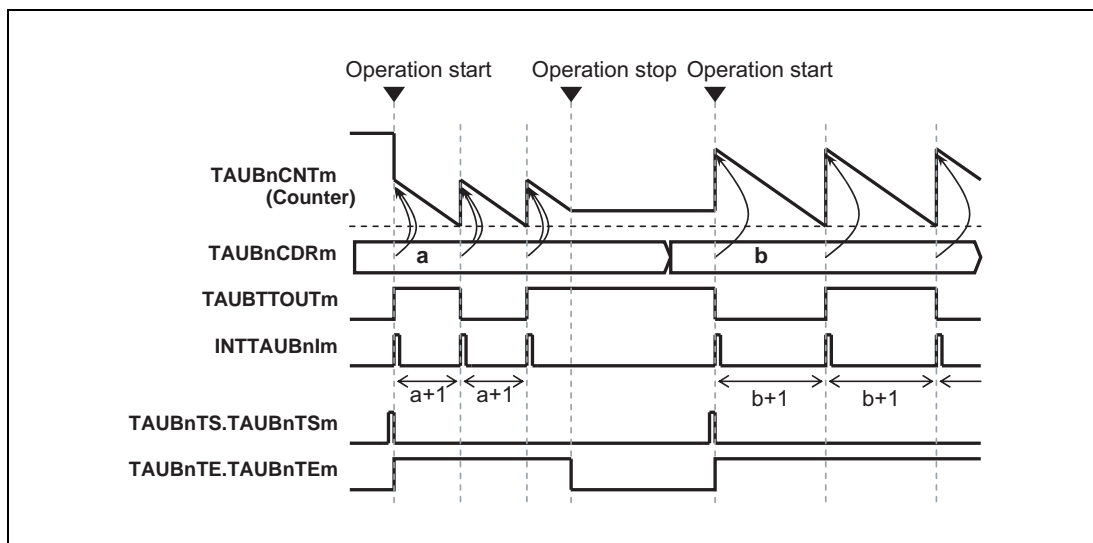 Operation start Operation stop Operation start
TAUBnCNTm
(Counter)
TAUBnCDRm a b
TAUBTTOUTm
INTTAUBnIm
a+1 a+1 b+1 b+1
TAUBnTS.TAUBnTSm
TAUBnTE.TAUBnTEm